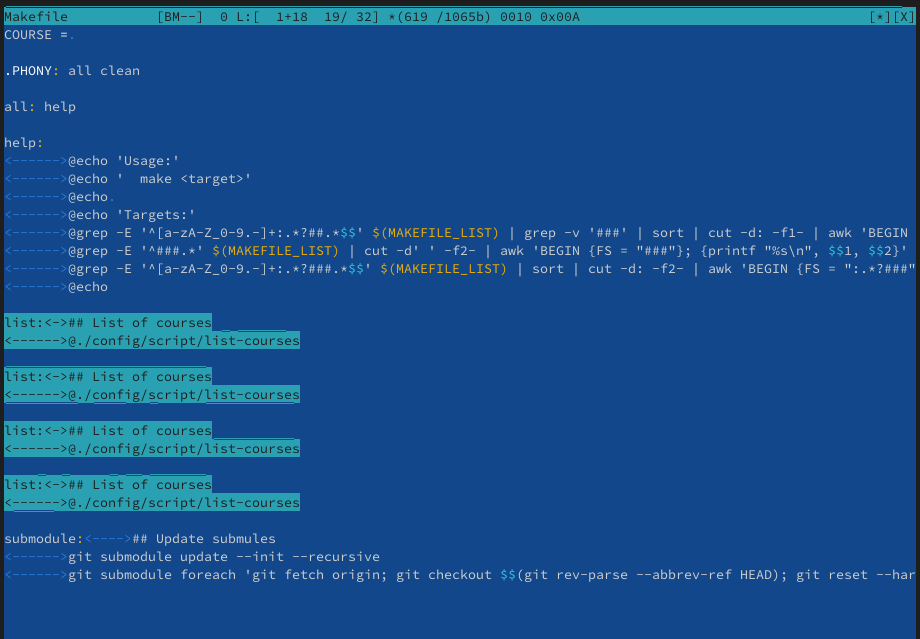 Makefile [BM--] 0 L:[ 1+18 19/ 32] *(619 /1065b) 0010 0x00A [*][X]
COURSE =.
.PHONY: all clean
all: help
help:
<------>@echo 'Usage:'
<------>@echo '  make <target>'
<------>@echo.
<------>@echo 'Targets:'
<------>@grep -E '^[a-zA-Z_0-9.-]+:.*?##.*$$' $(MAKEFILE_LIST) | grep -v '###' | sort | cut -d: -f1- | awk 'BEGIN
<------>@grep -E '^###.*' $(MAKEFILE_LIST) | cut -d' ' -f2- | awk 'BEGIN {FS = "###"}; {printf "%s\n", $$1, $$2}'
<------>@grep -E '^[a-zA-Z_0-9.-]+:.*?###.*$$' $(MAKEFILE_LIST) | sort | cut -d: -f2- | awk 'BEGIN {FS = ":.*?###"
<------>@echo
list:<->## List of courses
<------>@./config/script/list-courses
list:<->## List of courses
<------>@./config/script/list-courses
list:<->## List of courses
<------>@./config/script/list-courses
list:<->## List of courses
<------>@./config/script/list-courses
submodule:<---->## Update submules
<------>git submodule update --init --recursive
<------>git submodule foreach 'git fetch origin; git checkout $$(git rev-parse --abbrev-ref HEAD); git reset --har